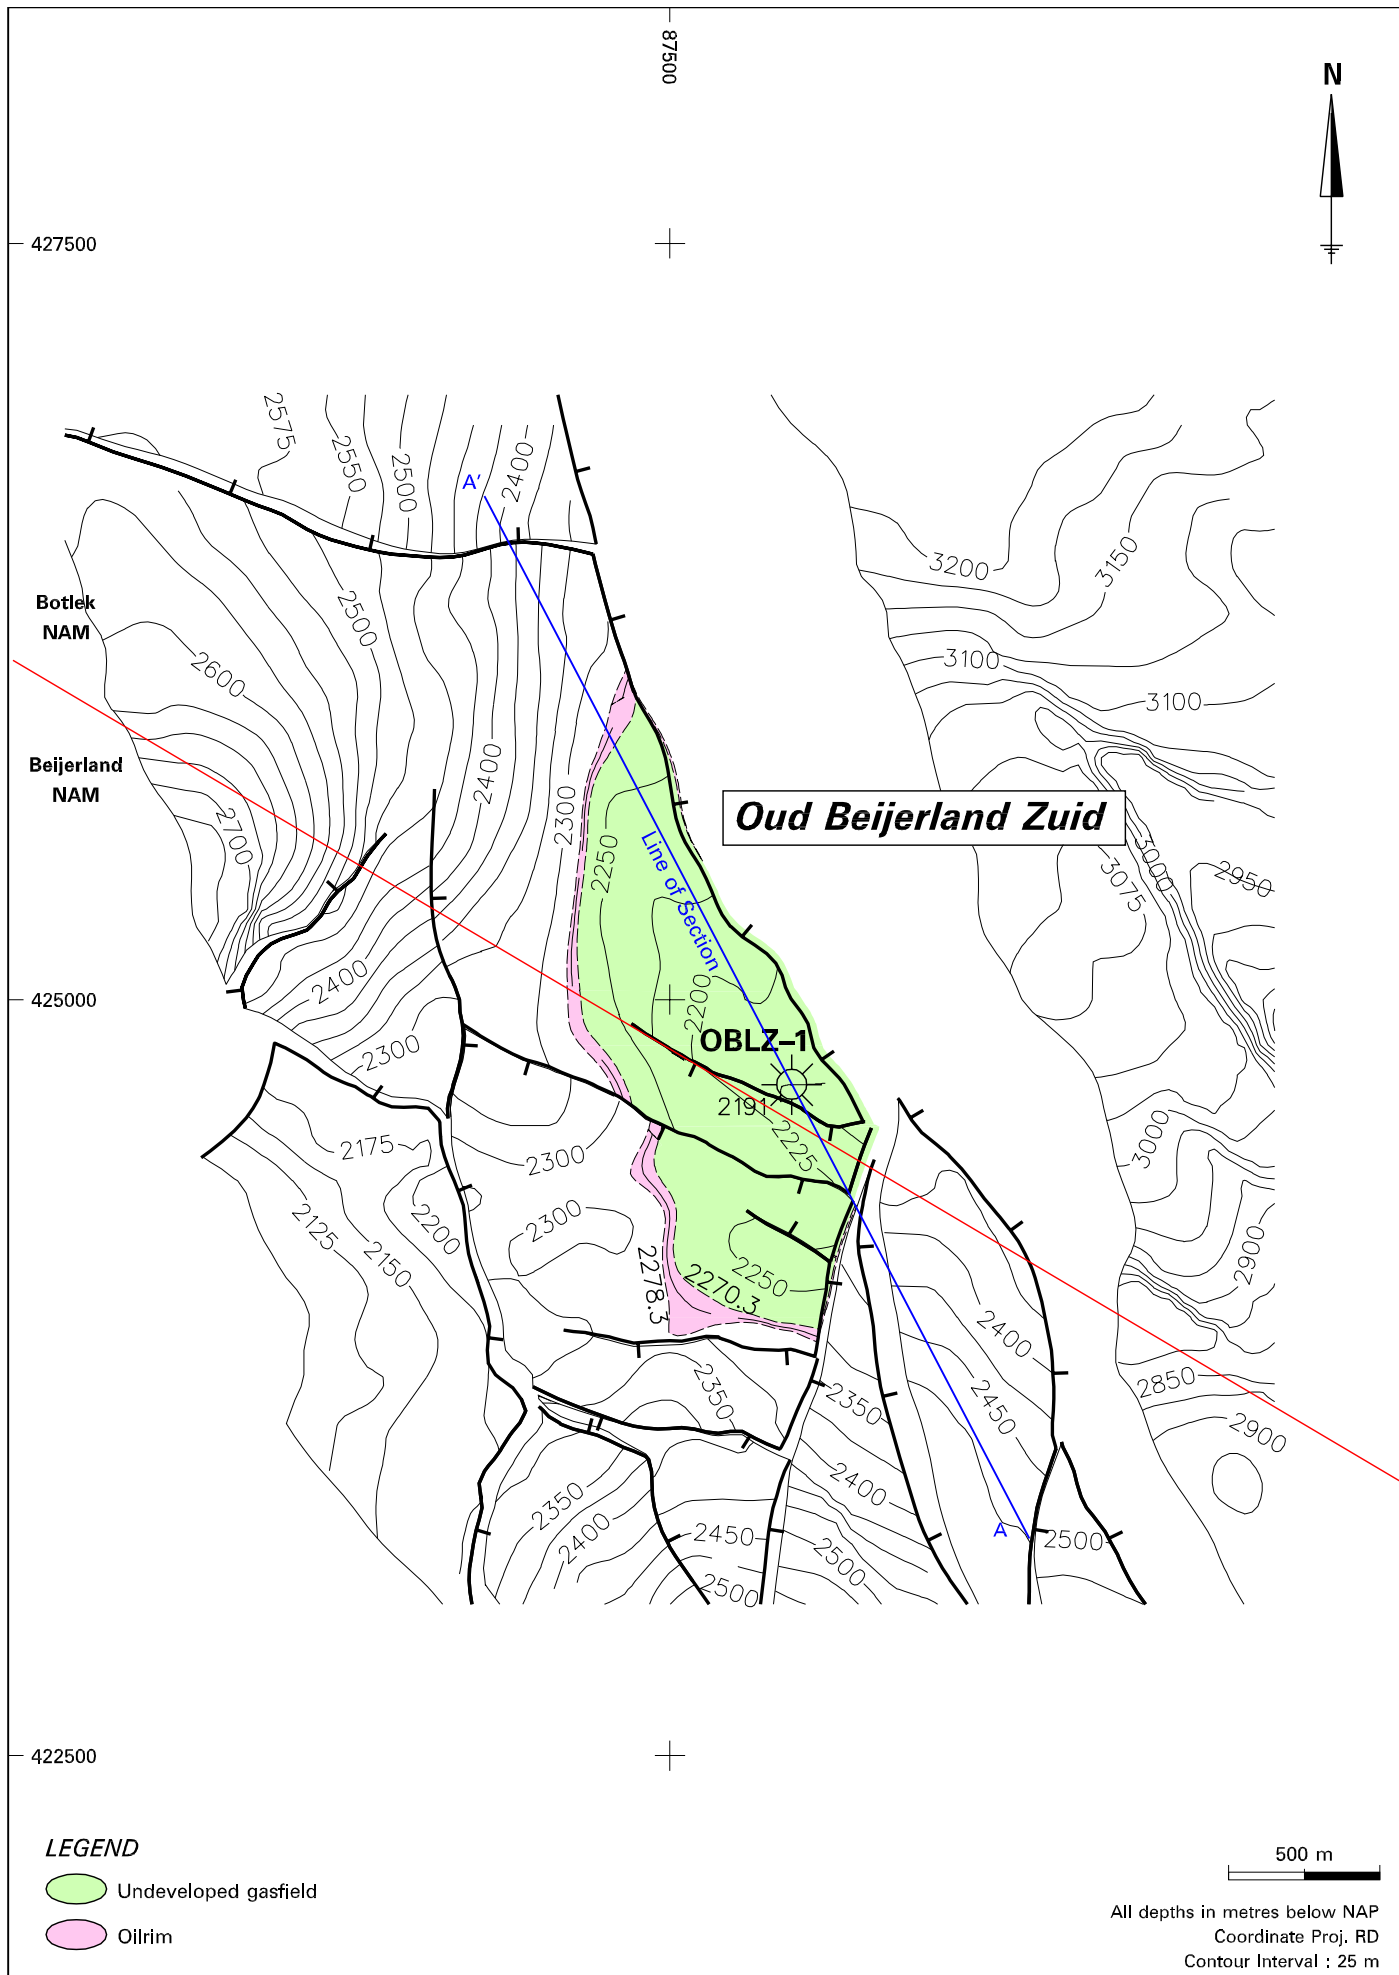 87500
N
427500
2575
2550
2500
2400
A'
3200
3150
Botlek
NAM
2500
2600
3100
3100
Beijerland
NAM
2400
2300
2700
2250
Oud Beijerland Zuid
Line of Section
3000
3075
2950
2400
425000
2200
OBLZ-1
2300
2191
2225
2175
2300
3000
2125
2150
2200
2300
2278.3
2270.3
2250
2900
2400
2350
2350
2450
2850
2900
2350
2400
2400
2450
2500
2500
A
2500
422500
LEGEND
Undeveloped gasfield
Oilrim
500 m
All depths in metres below NAP
Coordinate Proj. RD
Contour Interval : 25 m